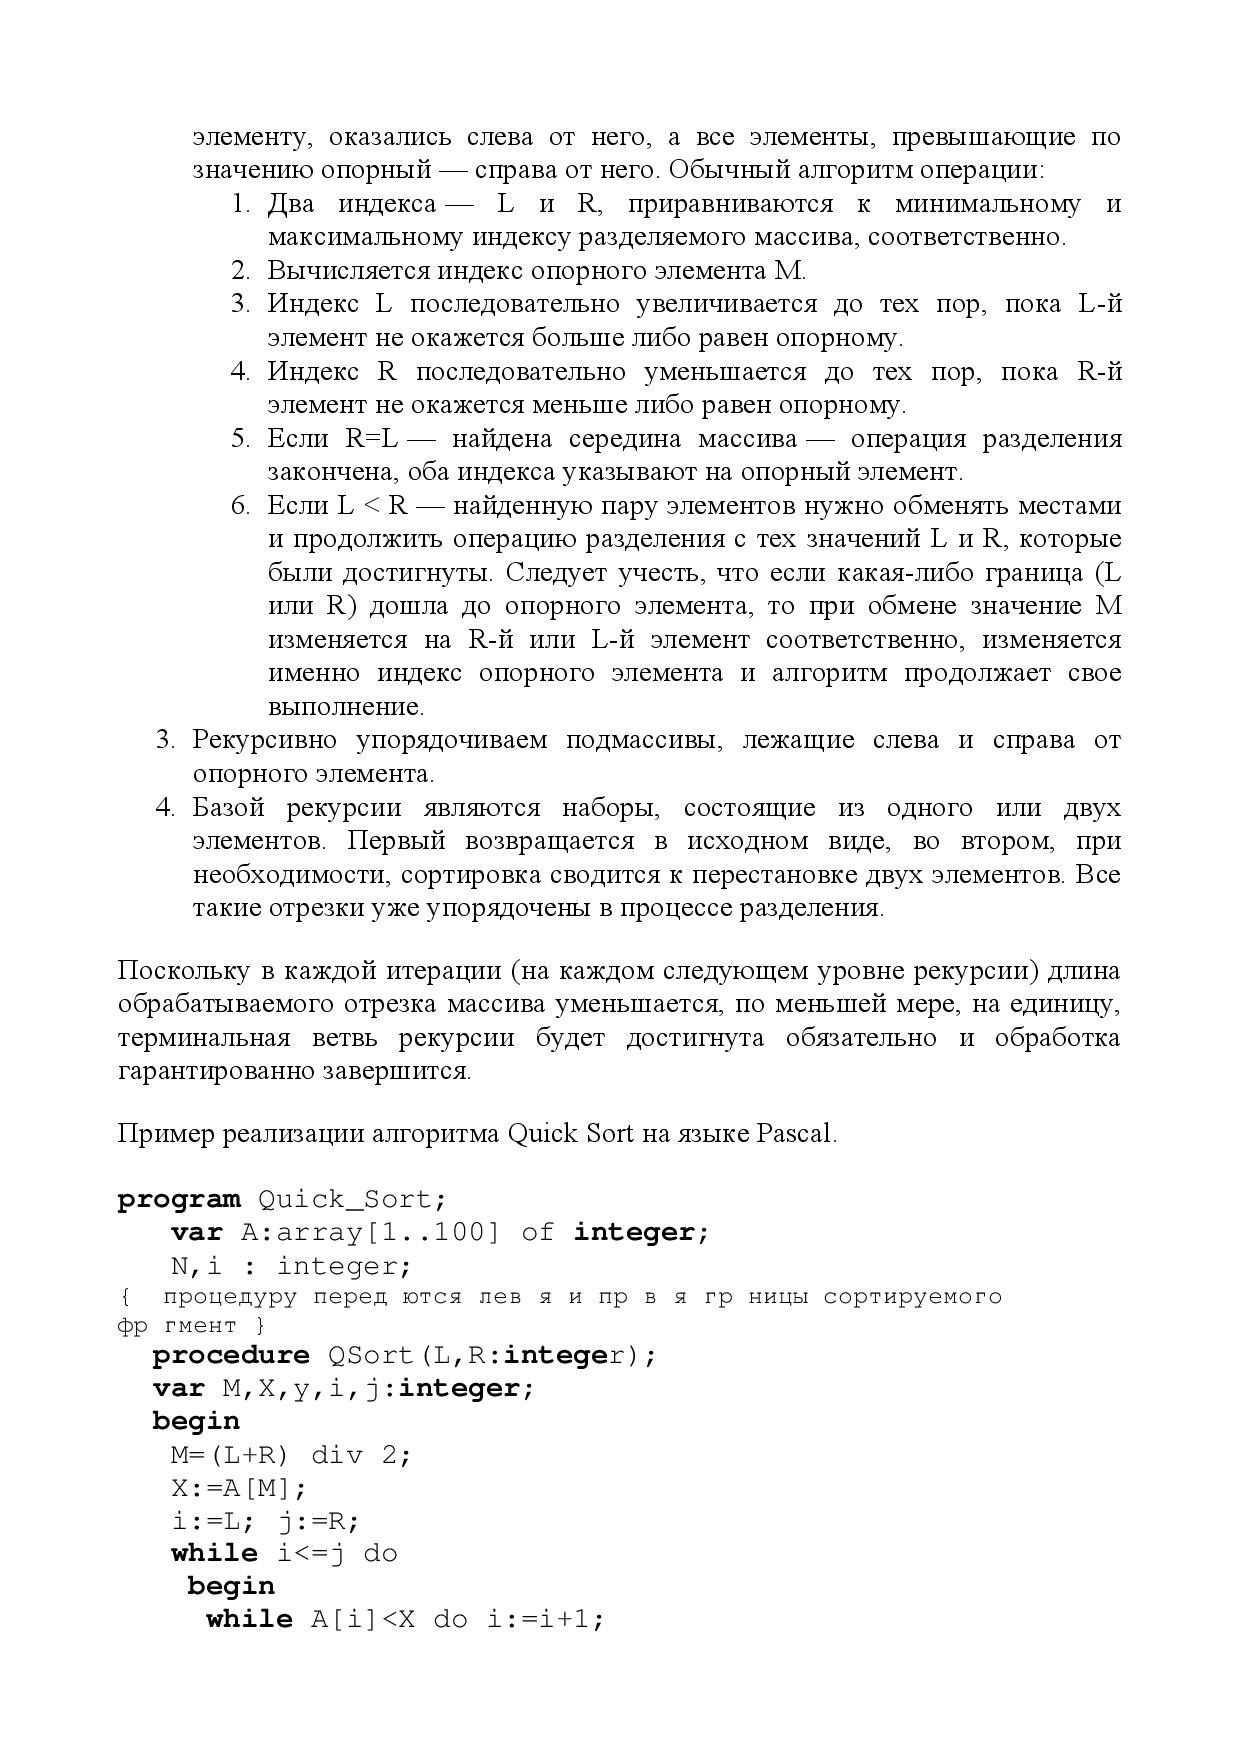 элементу, оказались слева от него, а все элементы, превышающие по
значению опорный — справа от него. Обычный алгоритм операции:
1. Два индекса — L и R, приравниваются к минимальному и
максимальному индексу разделяемого массива, соответственно.
2. Вычисляется индекс опорного элемента M.
3. Индекс L последовательно увеличивается до тех пор, пока L-й
элемент не окажется больше либо равен опорному.
4. Индекс R последовательно уменьшается до тех пор, пока R-й
элемент не окажется меньше либо равен опорному.
5. Если R=L — найдена середина массива — операция разделения
закончена, оба индекса указывают на опорный элемент.
6. Если L < R — найденную пару элементов нужно обменять местами
и продолжить операцию разделения с тех значений L и R, которые
были достигнуты. Следует учесть, что если какая-либо граница (L
или R) дошла до опорного элемента, то при обмене значение M
изменяется на R-й или L-й элемент соответственно, изменяется
именно индекс опорного элемента и алгоритм продолжает свое
выполнение.
3. Рекурсивно упорядочиваем подмассивы, лежащие слева и справа от
опорного элемента.
4. Базой рекурсии являются наборы, состоящие из одного или двух
элементов. Первый возвращается в исходном виде, во втором, при
необходимости, сортировка сводится к перестановке двух элементов. Все
такие отрезки уже упорядочены в процессе разделения.
Поскольку в каждой итерации (на каждом следующем уровне рекурсии) длина
обрабатываемого отрезка массива уменьшается, по меньшей мере, на единицу,
терминальная ветвь рекурсии будет достигнута обязательно и обработка
гарантированно завершится.
Пример реализации алгоритма Quick Sort на языке Pascal.
program Quick_Sort;
var A:array[1..100] of integer;
N,i : integer;
{ процедуру перед ются лев я и пр в я гр ницы сортируемого
фр гмент }
procedure QSort(L,R:integer);
var M,X,y,i,j:integer;
begin
M=(L+R) div 2;
X:=A[M];
i:=L; j:=R;
while i<=j do
begin
while A[i]<X do i:=i+1;